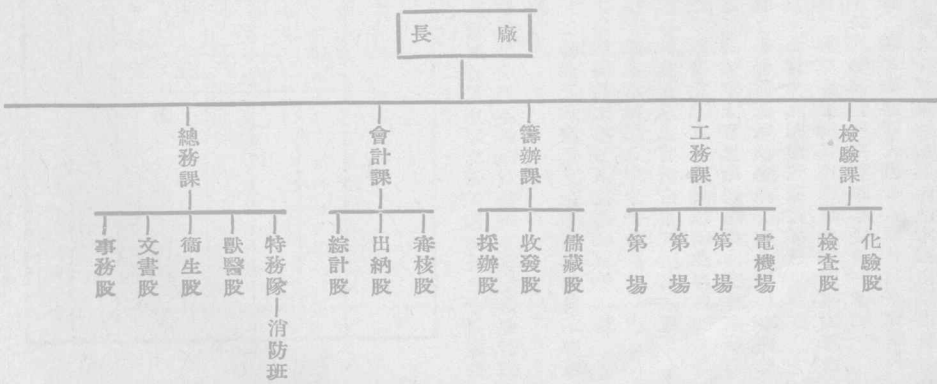 廠長
檢驗課
化驗股
檢查股
工務課
電機場
第　場
第　場
第　場
籌辦課
儲藏股
收發股
採辦股
會計課
審核股
出納股
綜計股
總務課
特務隊
消防班
獸醫股
衞生股
文書股
事務股